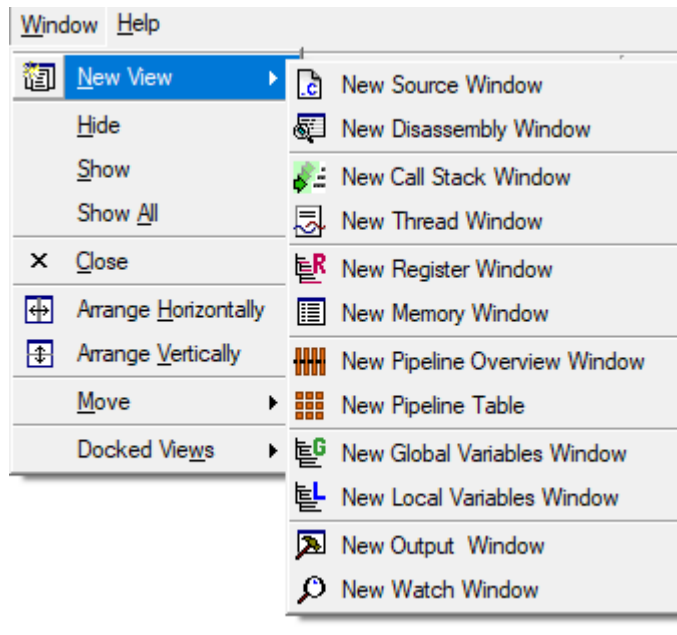 Window Help
New View
Hide
Show
Show All
Close
Arrange Horizontally
Arrange Vertically
Move
Docked Views
.c New Source Window
New Disassembly Window
New Call Stack Window
New Thread Window
R New Register Window
New Memory Window
New Pipeline Overview Window
New Pipeline Table
G New Global Variables Window
L New Local Variables Window
New Output Window
New Watch Window